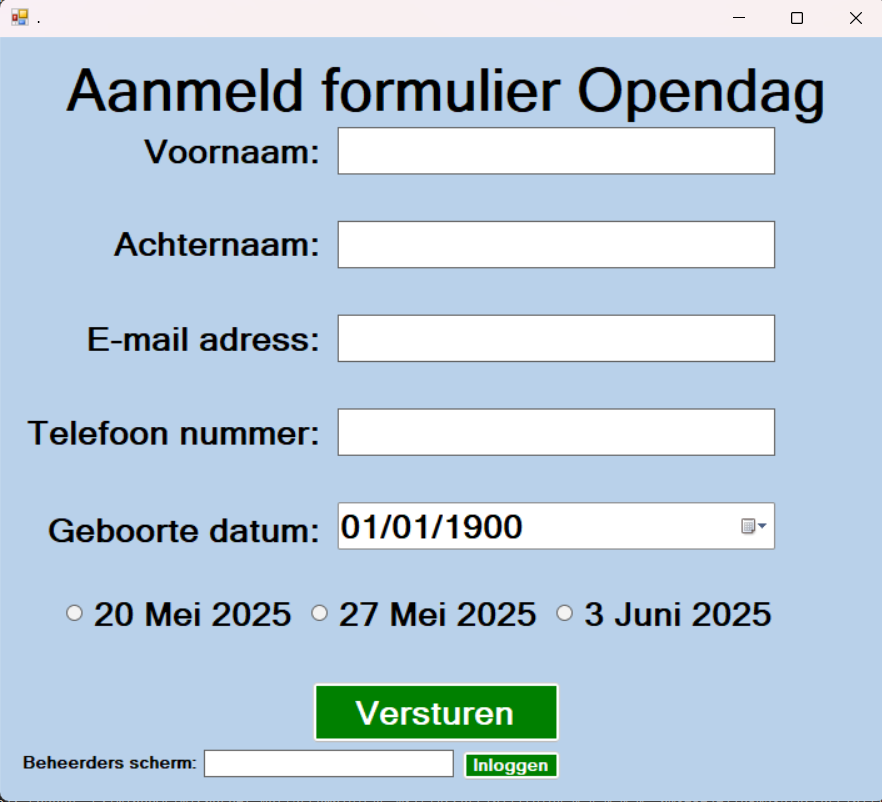 .
Aanmeld formulier Opendag
Voornaam:
Achternaam:
E-mail adress:
Telefoon nummer:
Geboorte datum: 01/01/1900
20 Mei 2025 27 Mei 2025 3 Juni 2025
Versturen
Beheerders scherm: Inloggen